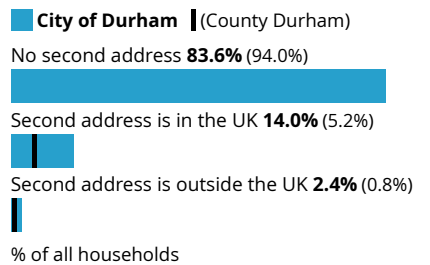 City of Durham (County Durham)
No second address 83.6% (94.0%)
Second address is in the UK 14.0% (5.2%)
Second address is outside the UK 2.4% (0.8%)
% of all households